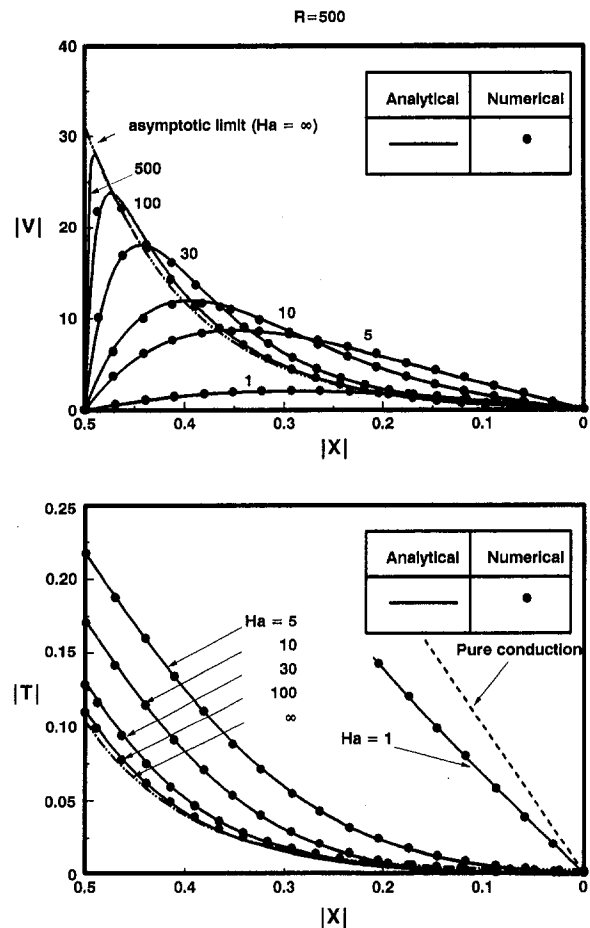 R=500
40
30
20
10
0
|V|
asymptotic limit (Ha = ∞)
500
100
30
10
5
1
Analytical Numerical
0.5 0.4 0.3 0.2 0.1 0
|X|
0.25
0.20
0.15
0.10
0.05
0
|T|
Analytical Numerical
Pure conduction
Ha = 5
10
30
100
∞
Ha = 1
0.5 0.4 0.3 0.2 0.1 0
|X|